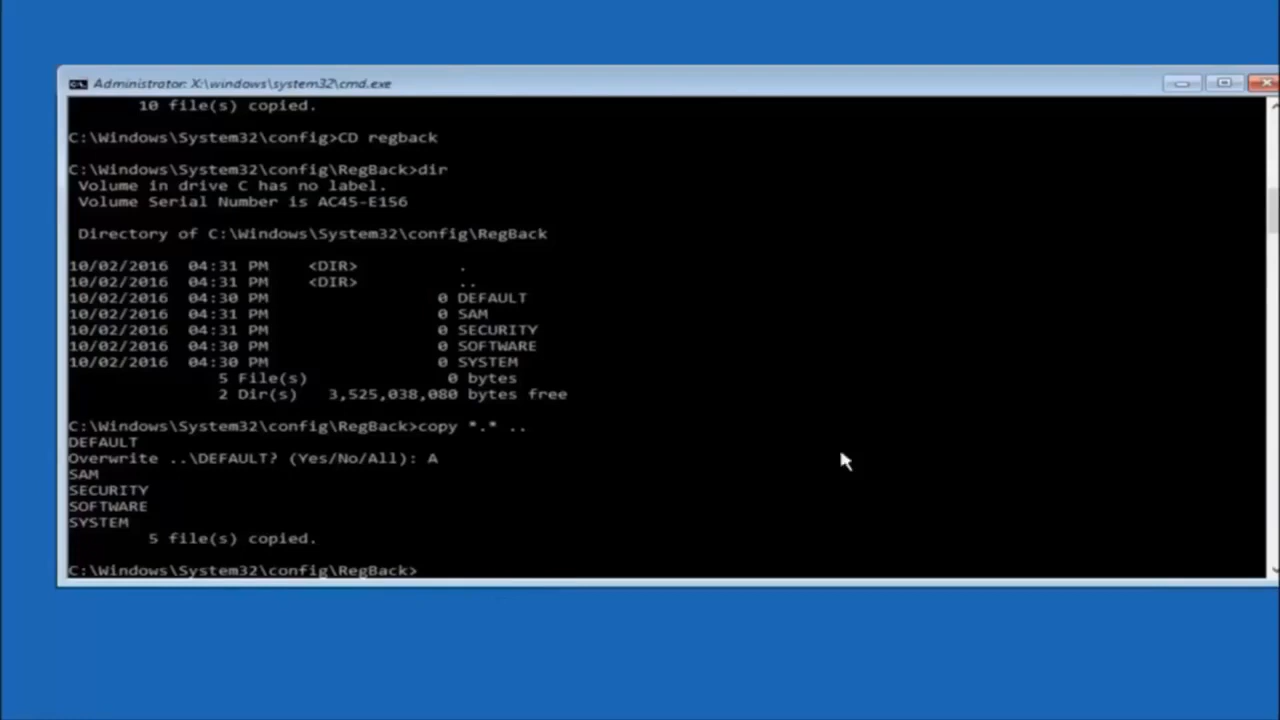 Administrator: X:\windows\system32\cmd.exe
10 file(s) copied.
C:\Windows\System32\config>CD regback
C:\Windows\System32\config\RegBack>dir
Volume in drive C has no label.
Volume Serial Number is AC45-E156
Directory of C:\Windows\System32\config\RegBack
10/02/2016  04:31 PM    <DIR>          .
10/02/2016  04:31 PM    <DIR>          ..
10/02/2016  04:30 PM                 0 DEFAULT
10/02/2016  04:31 PM                 0 SAM
10/02/2016  04:31 PM                 0 SECURITY
10/02/2016  04:30 PM                 0 SOFTWARE
10/02/2016  04:30 PM                 0 SYSTEM
5 File(s)              0 bytes
2 Dir(s)   3,525,038,080 bytes free
C:\Windows\System32\config\RegBack>copy *.* ..
DEFAULT
Overwrite ..\DEFAULT? (Yes/No/All): A
SAM
SECURITY
SOFTWARE
SYSTEM
5 file(s) copied.
C:\Windows\System32\config\RegBack>